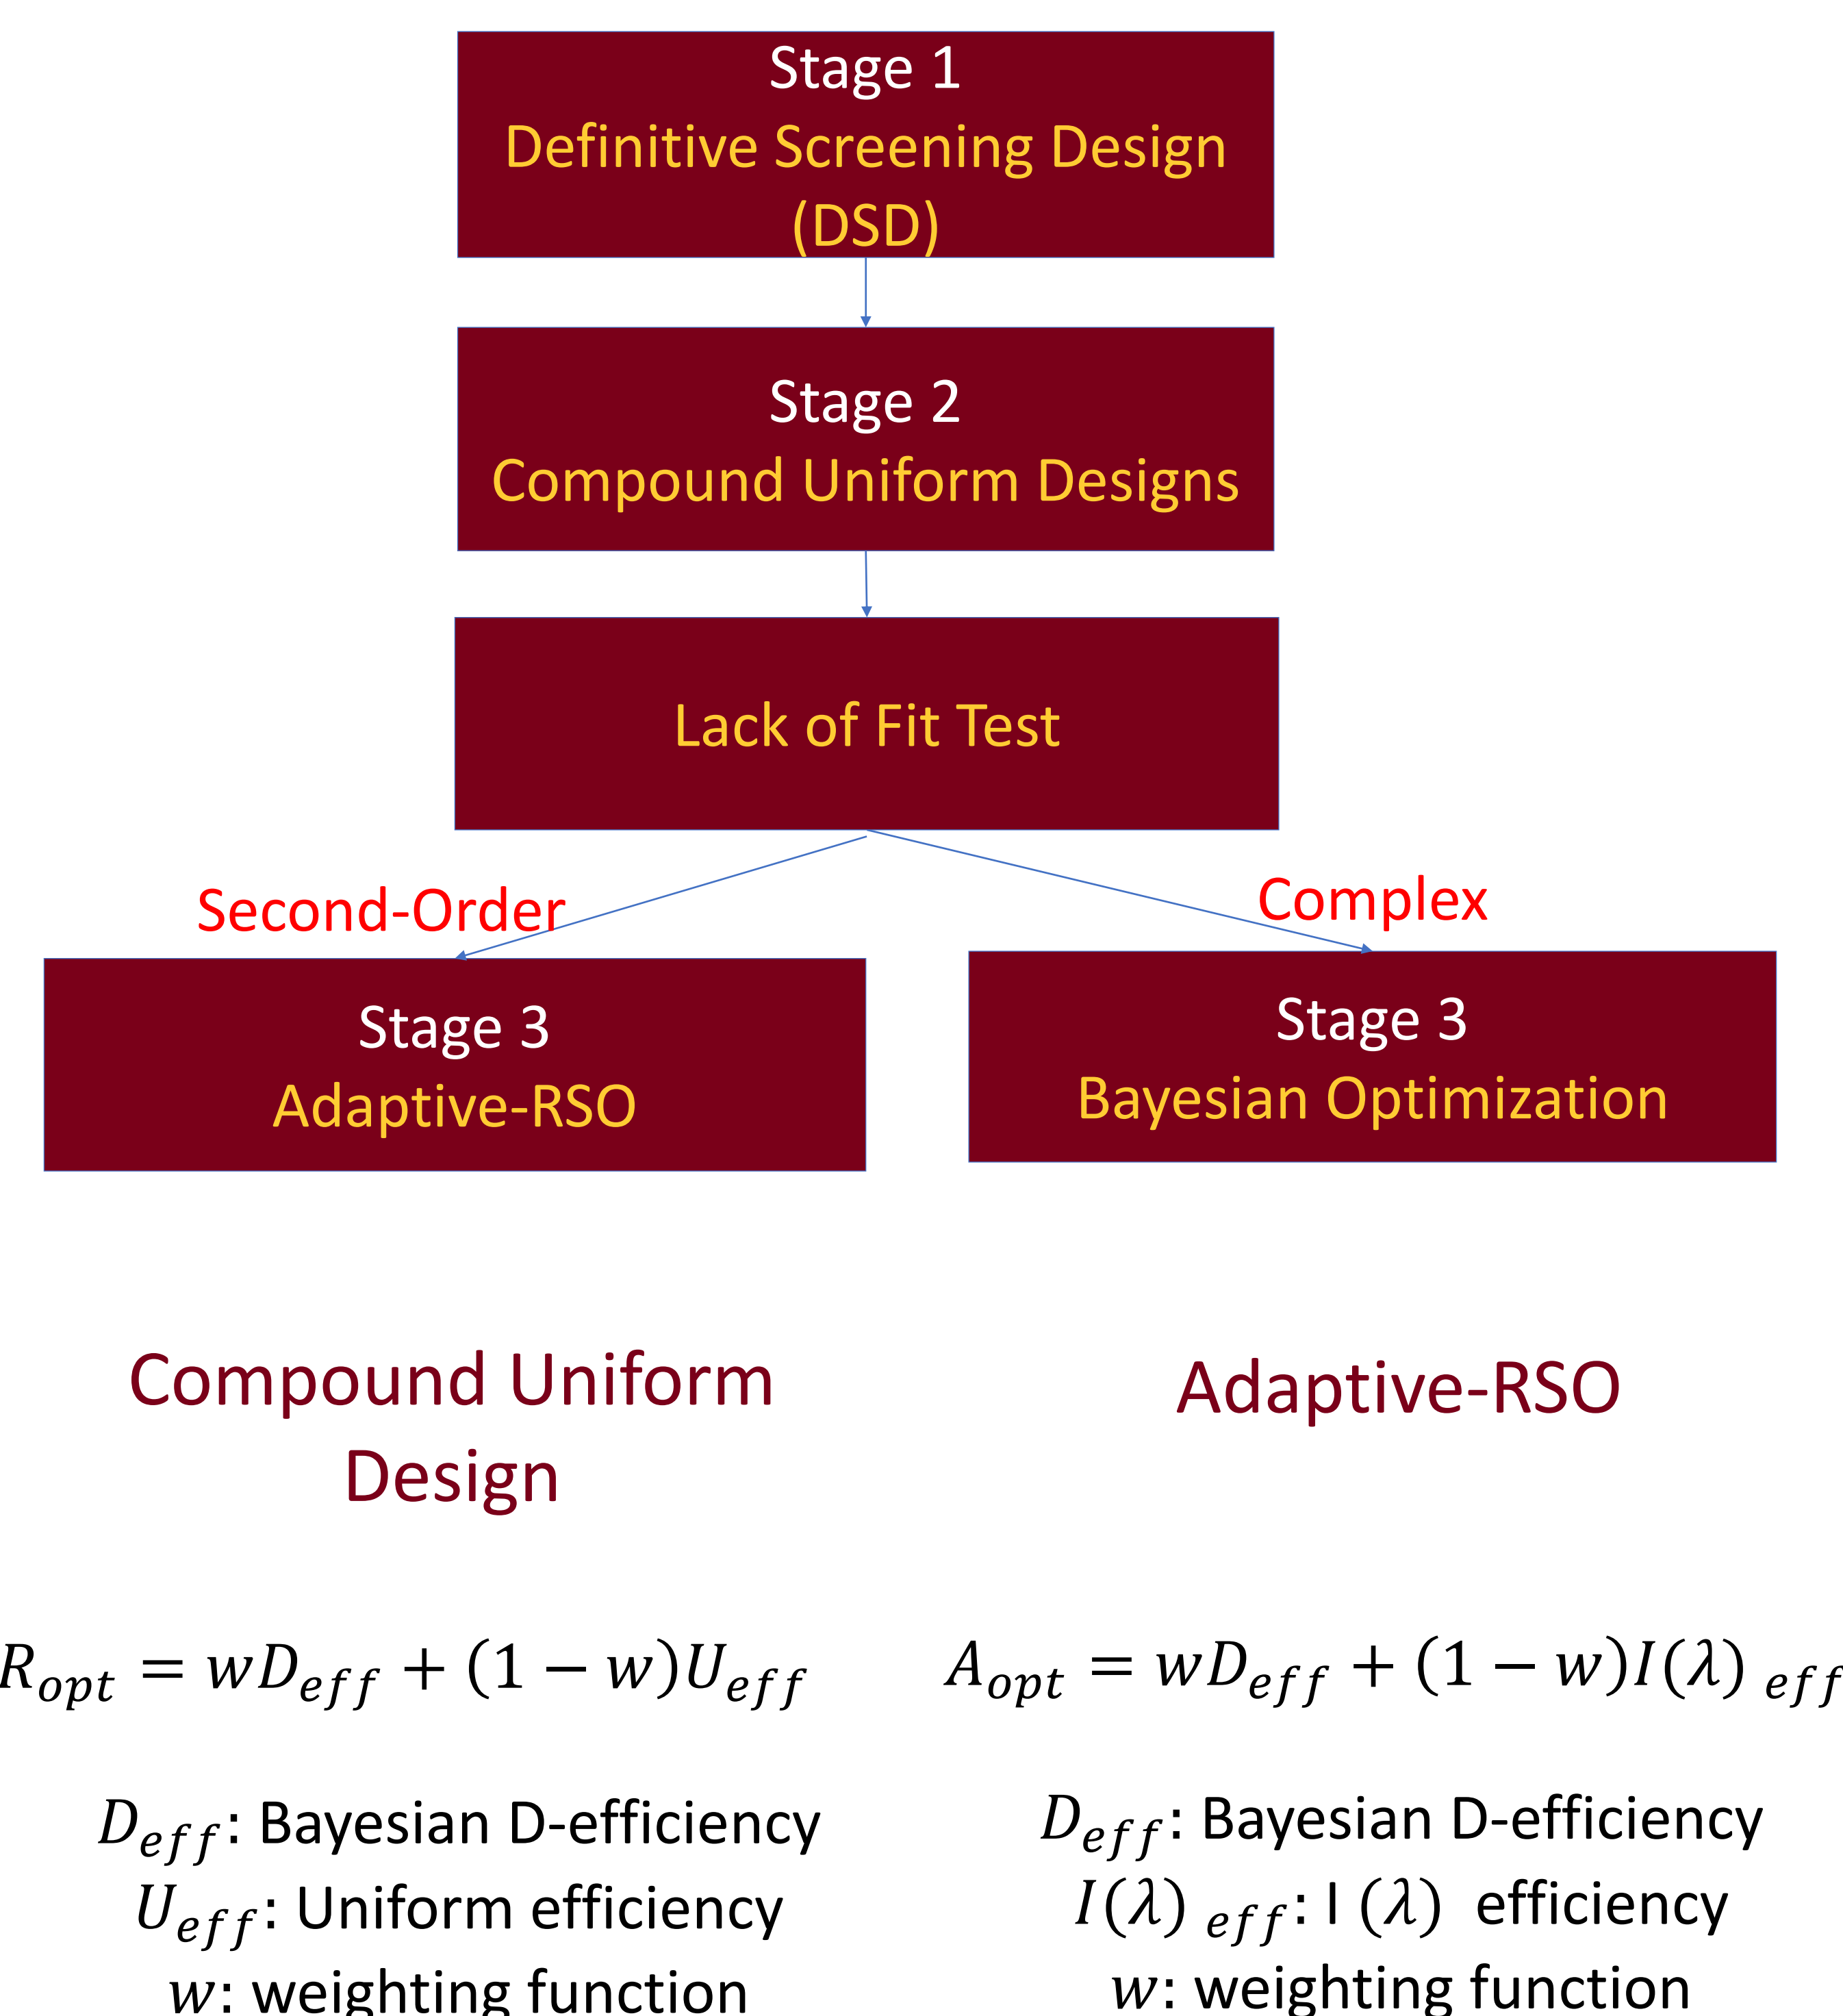 Stage 1
Definitive Screening Design
(DSD)
Stage 2
Compound Uniform Designs
Lack of Fit Test
Second-Order
Complex
Stage 3
Adaptive-RSO
Stage 3
Bayesian Optimization
Compound Uniform
Design
R_opt = wD_eff + (1 − w)U_eff
D_eff: Bayesian D-efficiency
U_eff: Uniform efficiency
w: weighting function
Adaptive-RSO
A_opt = wD_eff + (1 − w)I(λ)_eff
D_eff: Bayesian D-efficiency
I(λ)_eff: I (λ) efficiency
w: weighting function